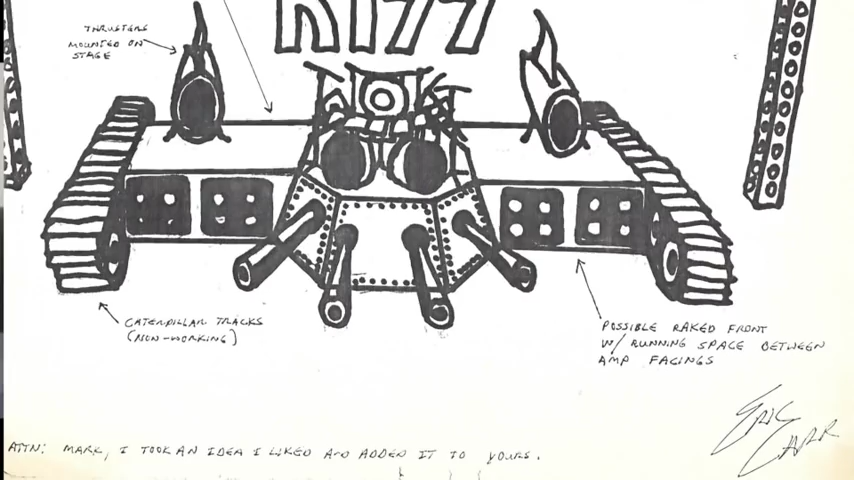 KISS
THRUSTERS
MOUNTED ON
STAGE
CATERPILLAR TRACKS
(NON-WORKING)
POSSIBLE RAKED FRONT
W/ RUNNING SPACE BETWEEN
AMP FACINGS
ERIC
CARR
ATTN: MARK, I TOOK AN IDEA I LIKED AND ADDED IT TO YOURS.